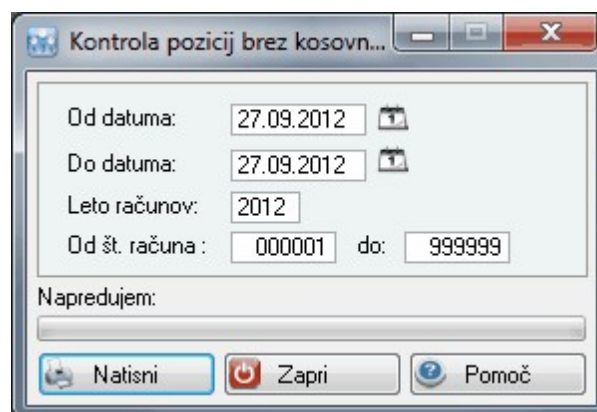 Kontrola pozicij brez kosovn...
Od datuma: 27.09.2012
Do datuma: 27.09.2012
Leto računov: 2012
Od št. računa : 000001 do: 999999
Napredujem:
Natisni Zapri Pomoč